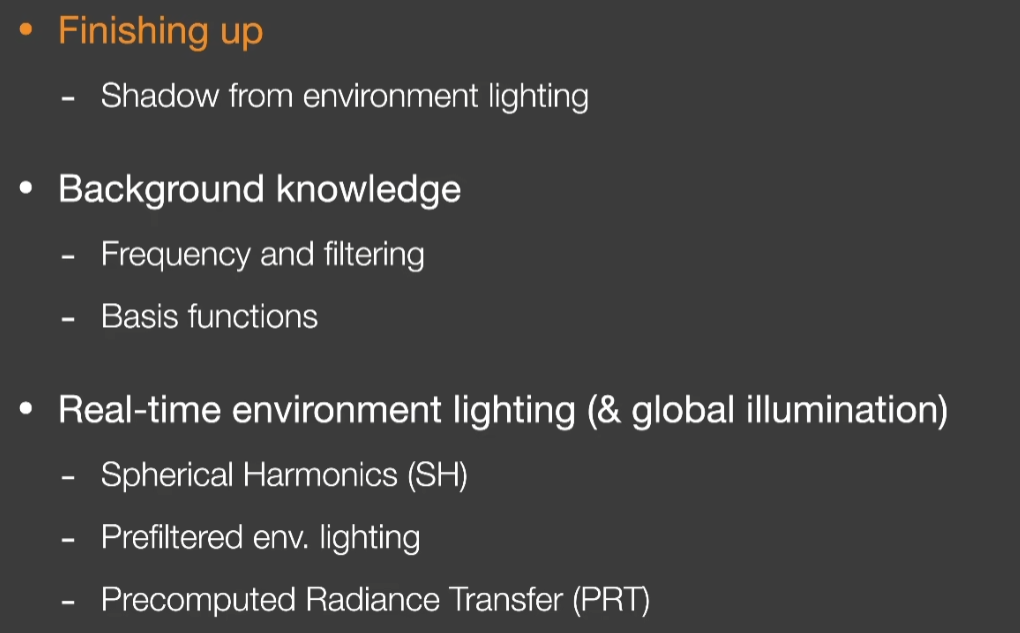 • Finishing up
- Shadow from environment lighting
• Background knowledge
- Frequency and filtering
- Basis functions
• Real-time environment lighting (& global illumination)
- Spherical Harmonics (SH)
- Prefiltered env. lighting
- Precomputed Radiance Transfer (PRT)